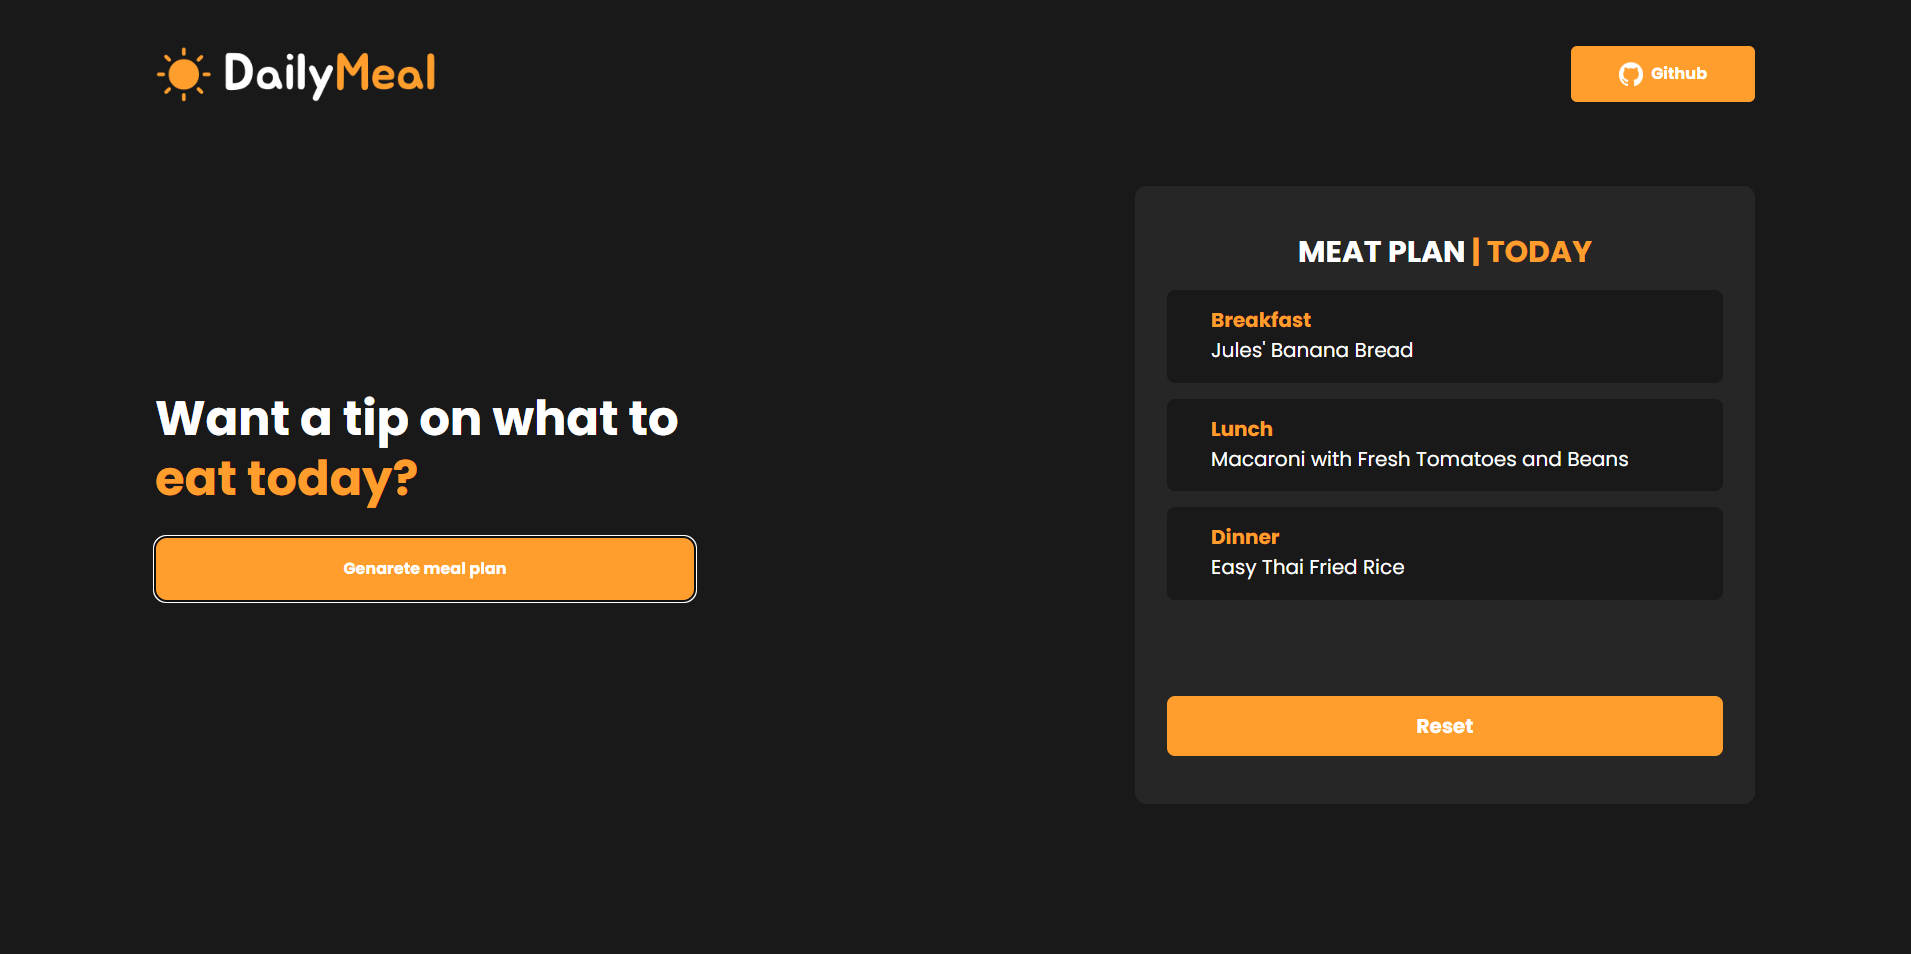 DailyMeal
Github
Want a tip on what to
eat today?
Genarete meal plan
MEAT PLAN | TODAY
Breakfast
Jules' Banana Bread
Lunch
Macaroni with Fresh Tomatoes and Beans
Dinner
Easy Thai Fried Rice
Reset